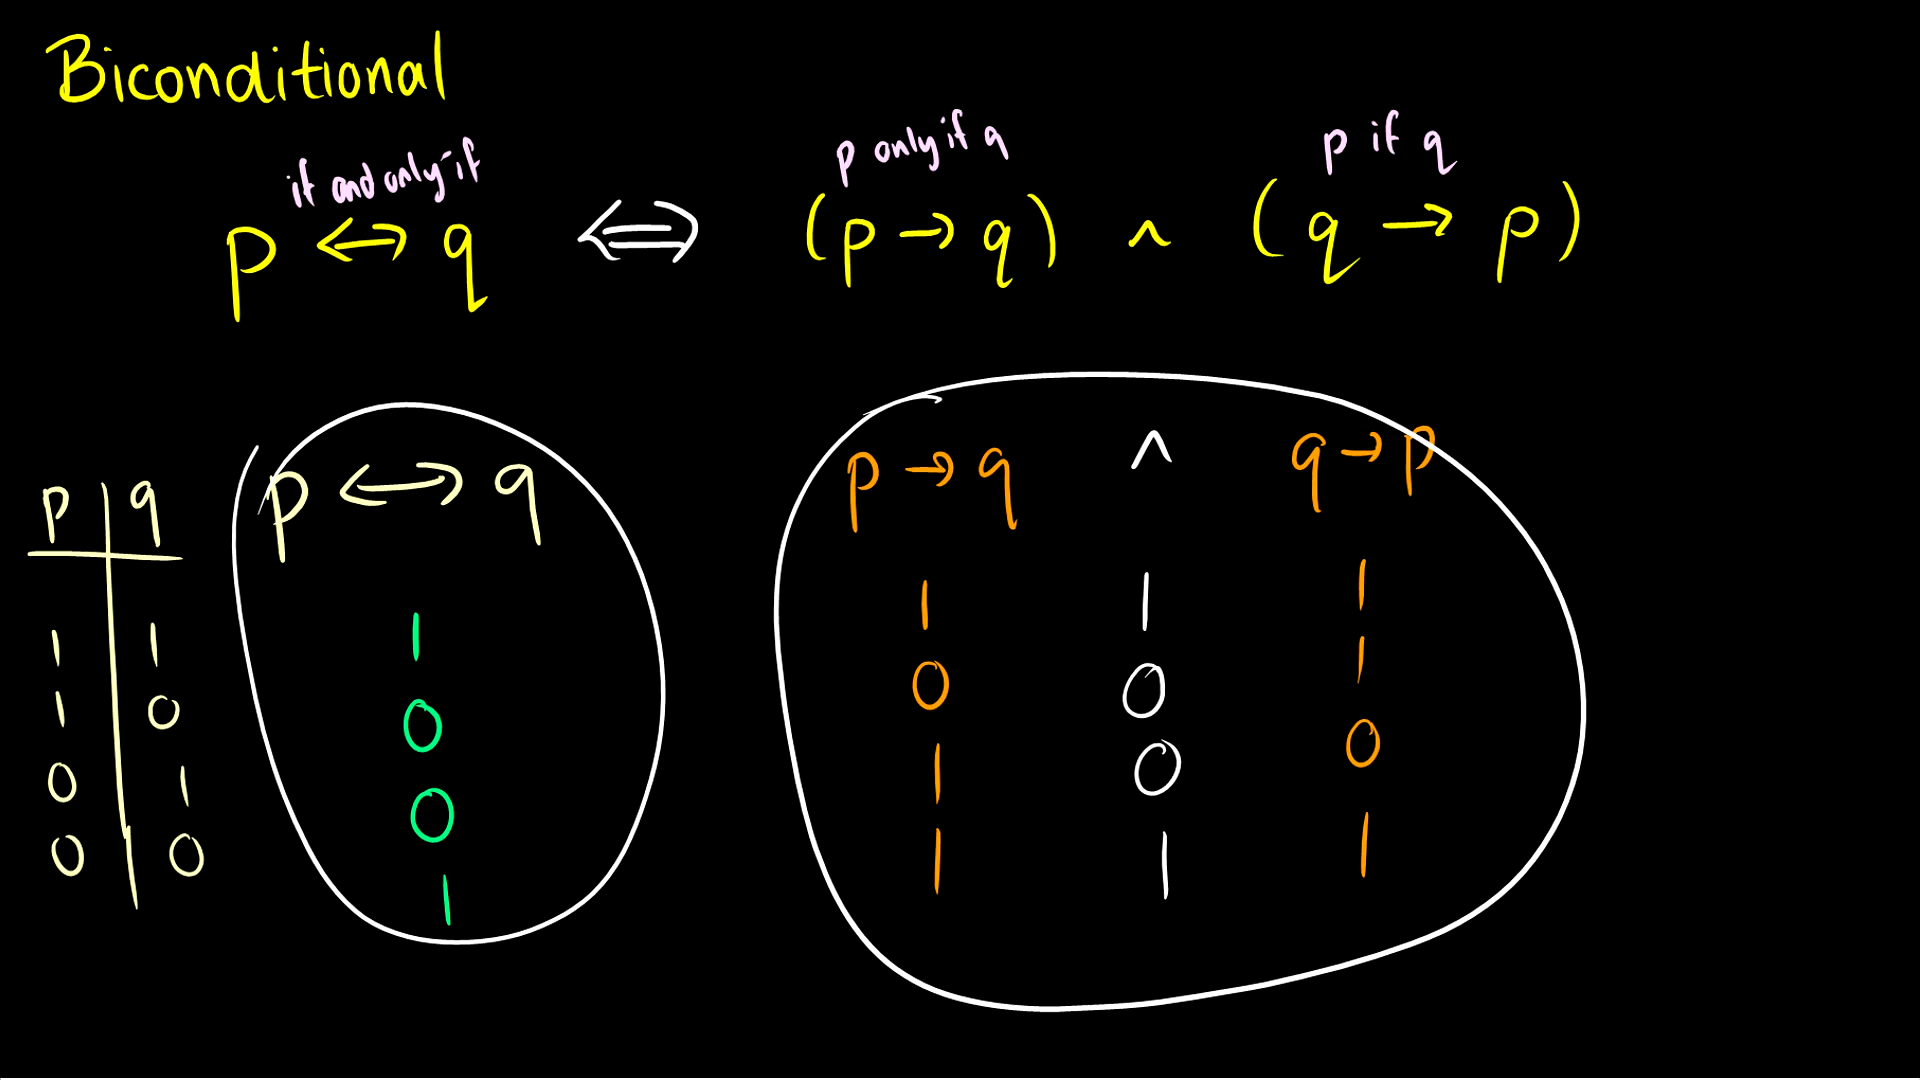 Biconditional
if and only if p only if q p if q
p ↔ q ⇔ (p → q) ∧ (q → p)
p q p ↔ q p → q ∧ q → p
1 1 1 1 1 1
1 0 0 0 0 1
0 1 0 1 0 0
0 0 1 1 1 1